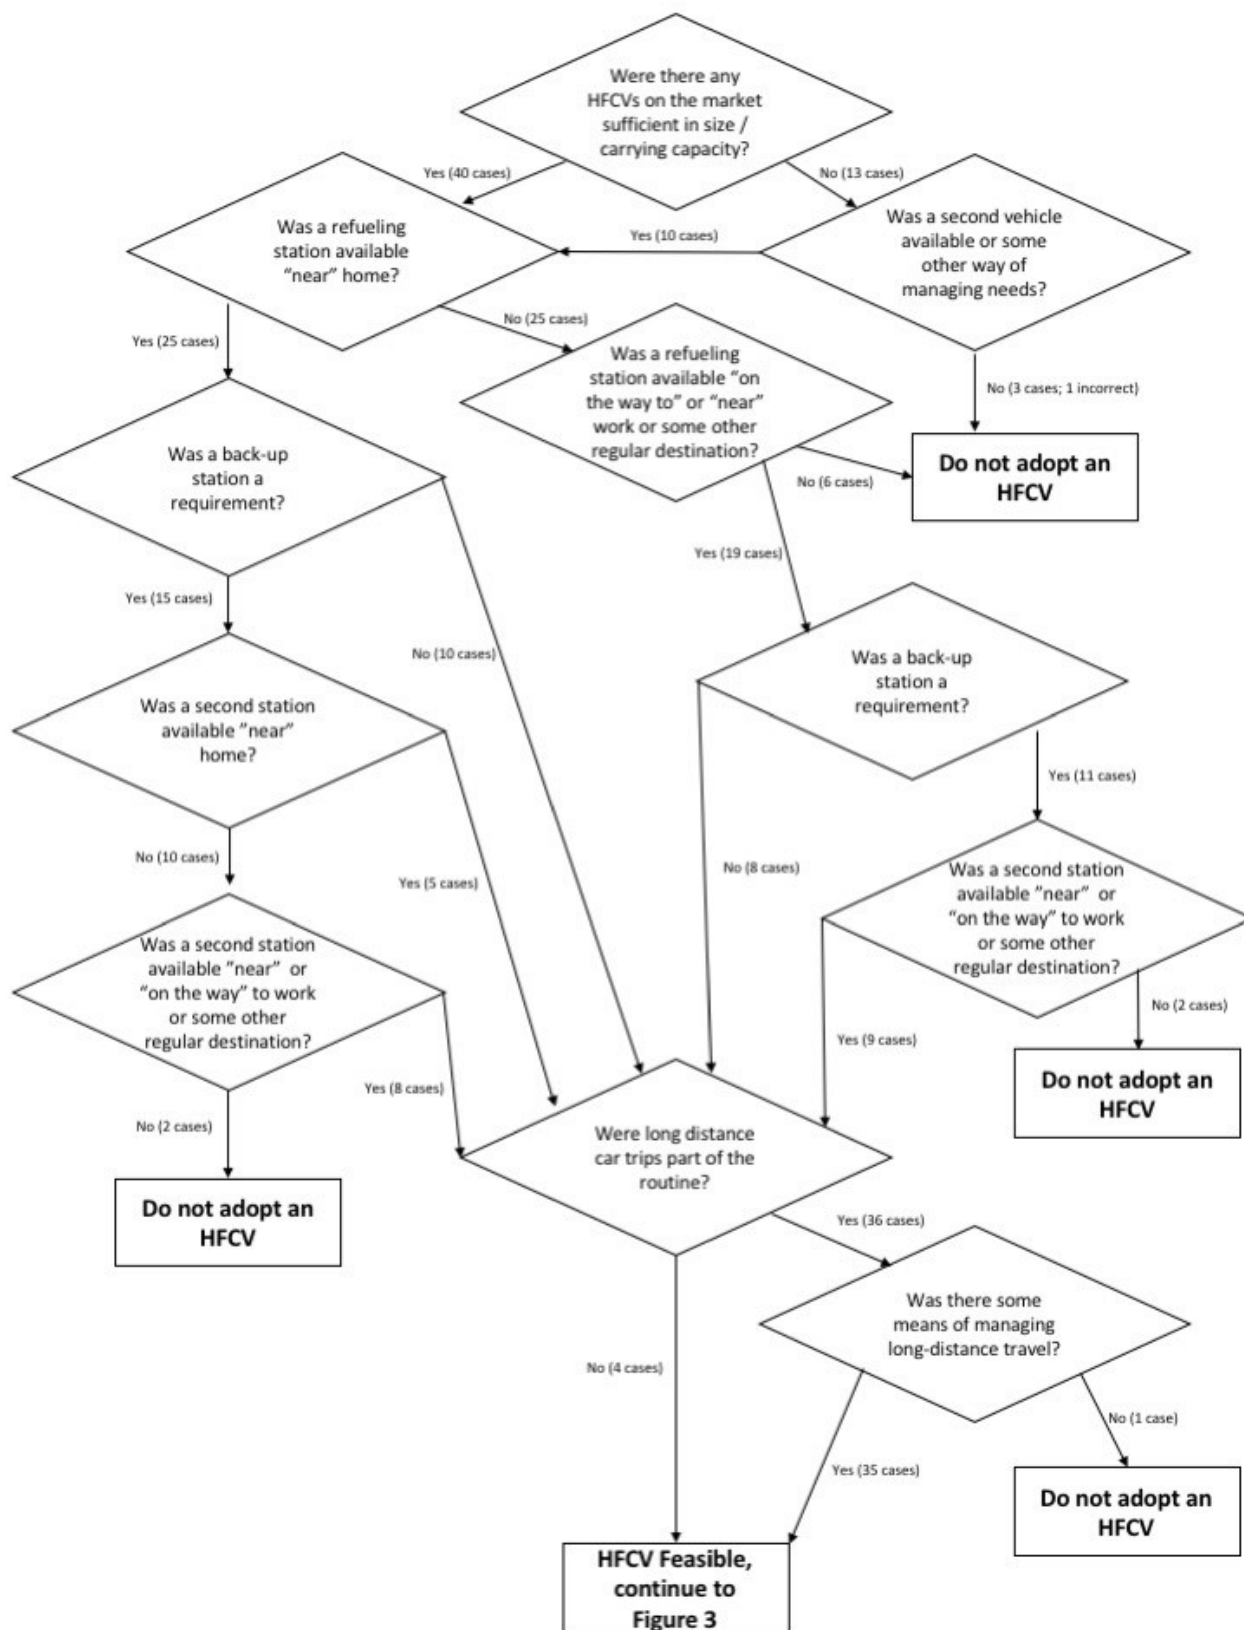 Were there any
HFCVs on the market
sufficient in size /
carrying capacity?
Yes (40 cases)
No (13 cases)
Was a refueling
station available
“near” home?
Yes (10 cases)
Was a second vehicle
available or some
other way of
managing needs?
Yes (25 cases)
No (25 cases)
Was a refueling
station available “on
the way to” or “near”
work or some other
regular destination?
No (3 cases; 1 incorrect)
Do not adopt an
HFCV
No (6 cases)
Was a back-up
station a
requirement?
Yes (19 cases)
Yes (15 cases)
No (10 cases)
Was a back-up
station a
requirement?
Was a second station
available ”near”
home?
Yes (11 cases)
No (10 cases)
Yes (5 cases)
No (8 cases)
Was a second station
available ”near” or
“on the way” to work
or some other
regular destination?
Was a second station
available ”near” or
“on the way” to work
or some other
regular destination?
No (2 cases)
Yes (9 cases)
Do not adopt an
HFCV
Yes (8 cases)
No (2 cases)
Do not adopt an
HFCV
Were long distance
car trips part of the
routine?
Yes (36 cases)
Was there some
means of managing
long-distance travel?
No (4 cases)
No (1 case)
Yes (35 cases)
Do not adopt an
HFCV
HFCV Feasible,
continue to
Figure 3